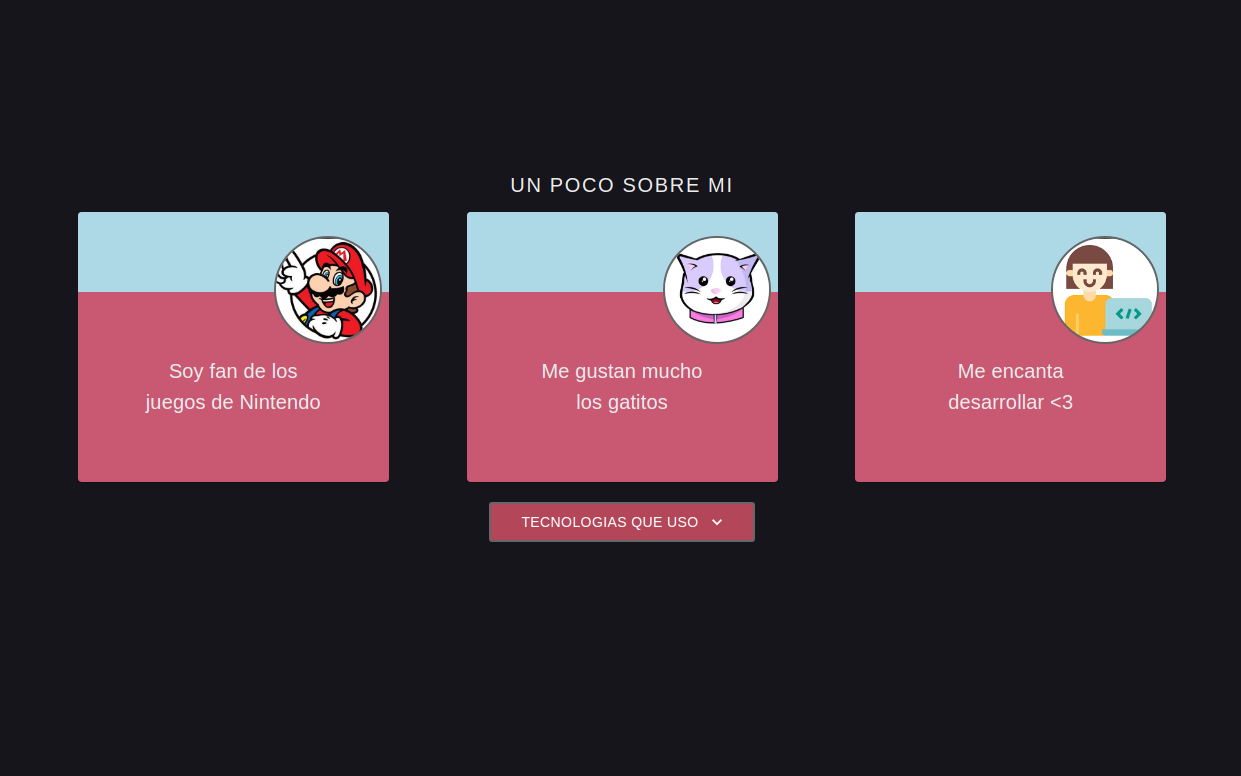 UN POCO SOBRE MI
M
Soy fan de los
juegos de Nintendo
Me gustan mucho
los gatitos
</>
Me encanta
desarrollar <3
TECNOLOGIAS QUE USO